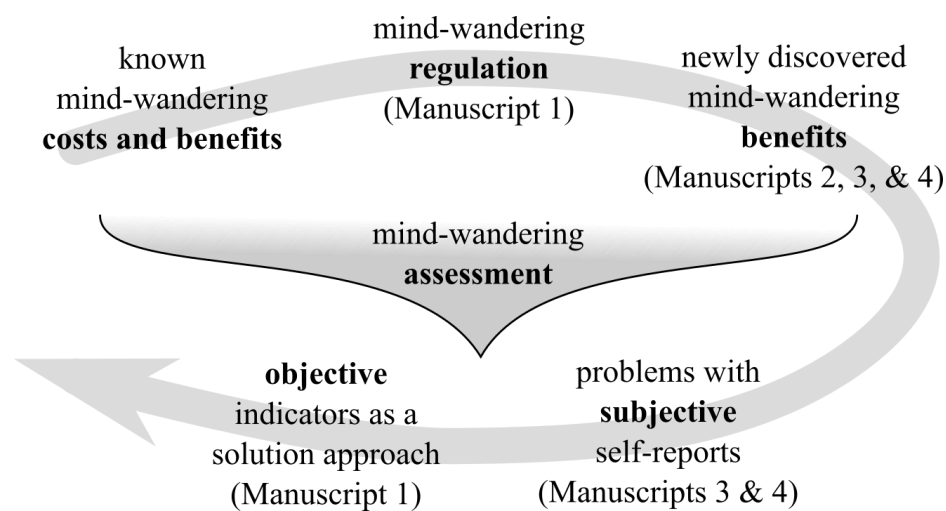 known
mind-wandering
costs and benefits
mind-wandering
regulation
(Manuscript 1)
newly discovered
mind-wandering
benefits
(Manuscripts 2, 3, & 4)
mind-wandering
assessment
objective
indicators as a
solution approach
(Manuscript 1)
problems with
subjective
self-reports
(Manuscripts 3 & 4)